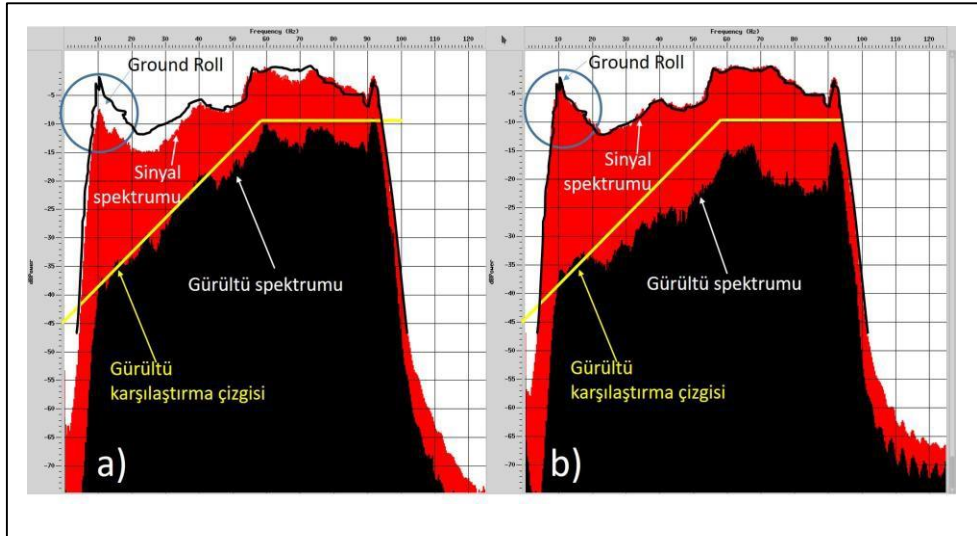 Frequency (Hz)
10 20 30 40 50 60 70 80 90 100 120
Ground Roll
-5
-10
-15
-20
-25
-30
-35
-40
-45
-50
-55
-60
-65
-70
dBPower
Sinyal
spektrumu
Gürültü spektrumu
Gürültü
karşılaştırma çizgisi
a)
Frequency (Hz)
10 20 30 40 50 60 70 80 90 100 110 120
Ground Roll
-5
-10
-15
-20
-25
-30
-35
-40
-45
-50
-55
-60
-65
-70
dBPower
Sinyal
spektrumu
Gürültü spektrumu
Gürültü
karşılaştırma çizgisi
b)